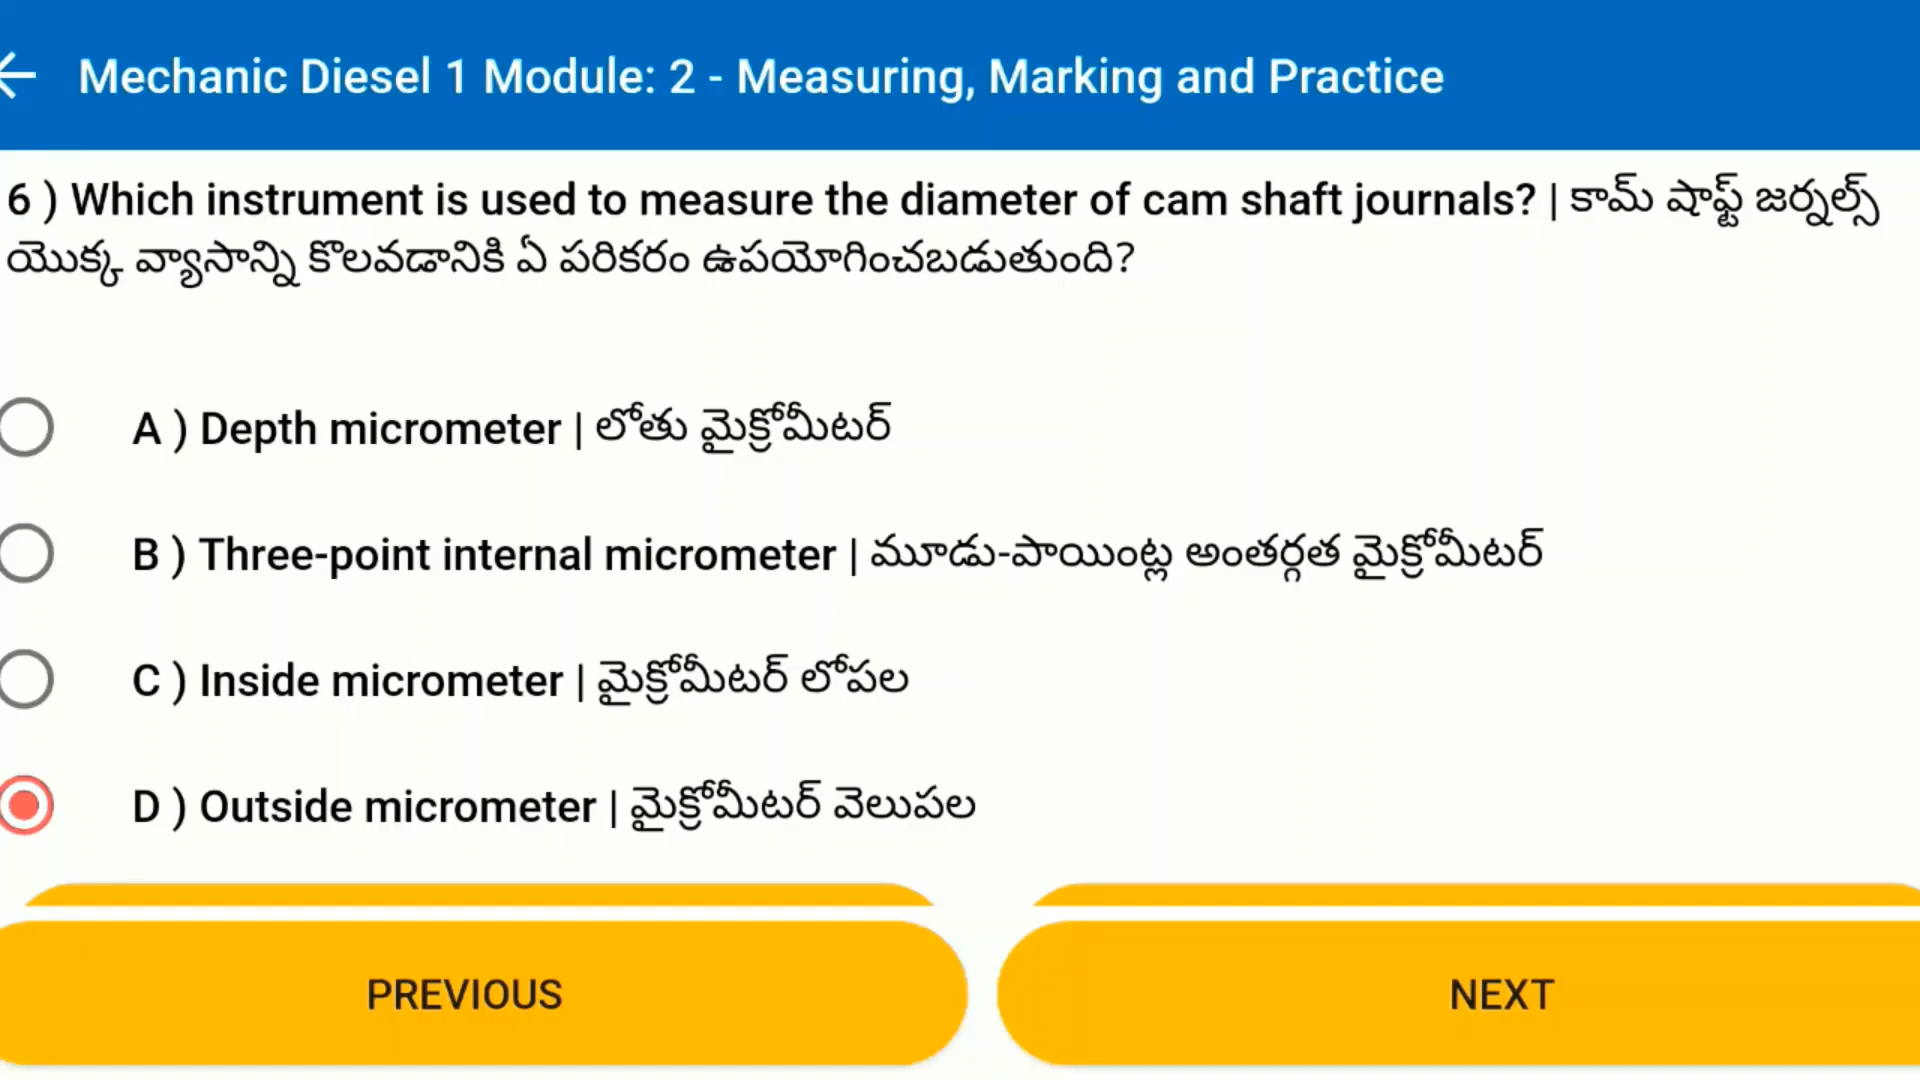 Mechanic Diesel 1 Module: 2 - Measuring, Marking and Practice
6 ) Which instrument is used to measure the diameter of cam shaft journals? | కామ్ షాఫ్ట్ జర్నల్స్
యొక్క వ్యాసాన్ని కొలవడానికి ఏ పరికరం ఉపయోగించబడుతుంది?
A ) Depth micrometer | లోతు మైక్రోమీటర్
B ) Three-point internal micrometer | మూడు-పాయింట్ల అంతర్గత మైక్రోమీటర్
C ) Inside micrometer | మైక్రోమీటర్ లోపల
D ) Outside micrometer | మైక్రోమీటర్ వెలుపల
PREVIOUS
NEXT